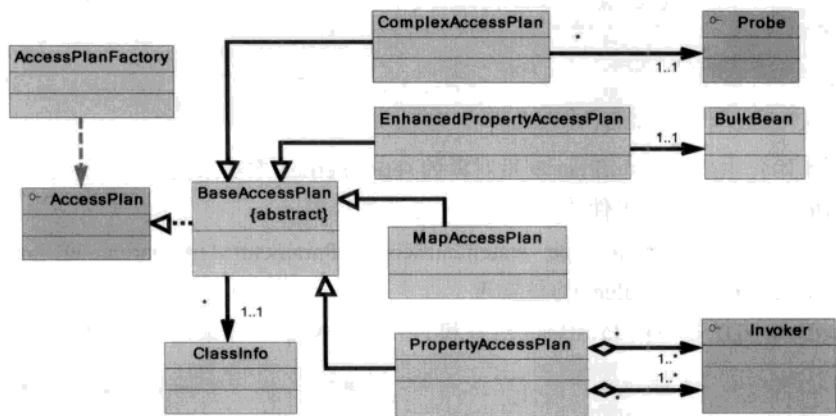 ComplexAccessPlan
Probe
*
1..1
AccessPlanFactory
EnhancedPropertyAccessPlan
BulkBean
1..1
AccessPlan
BaseAccessPlan
{abstract}
MapAccessPlan
*
1..1
ClassInfo
PropertyAccessPlan
Invoker
*
1..*
1..*
*